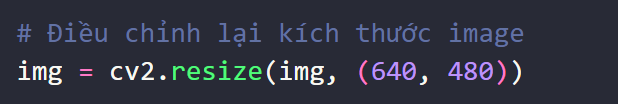 # Điều chỉnh lại kích thước image
img = cv2.resize(img, (640, 480))